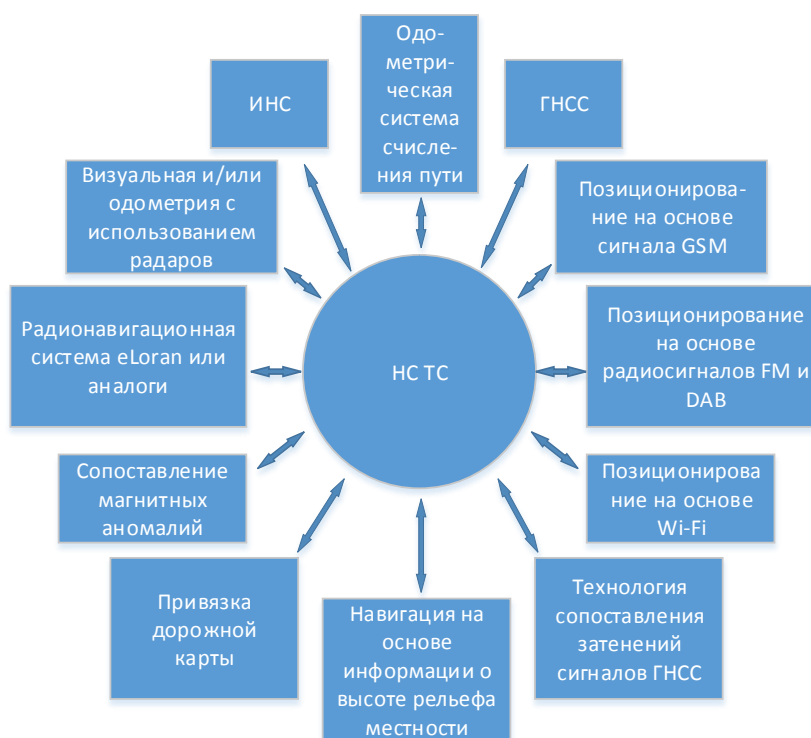 Одо-
метри-
ческая
система
счисле-
ния пути
ИНС
ГНСС
Визуальная и/или
одометрия с
использованием
радаров
Позиционирова-
ние на основе
сигнала GSM
Радионавигационная
система eLoran или
аналоги
НС ТС
Позиционирование
на основе
радиосигналов FM и
DAB
Сопоставление
магнитных
аномалий
Позиционирова
ние на основе
Wi-Fi
Привязка
дорожной
карты
Навигация на
основе
информации о
высоте рельефа
местности
Технология
сопоставления
затенений
сигналов ГНСС